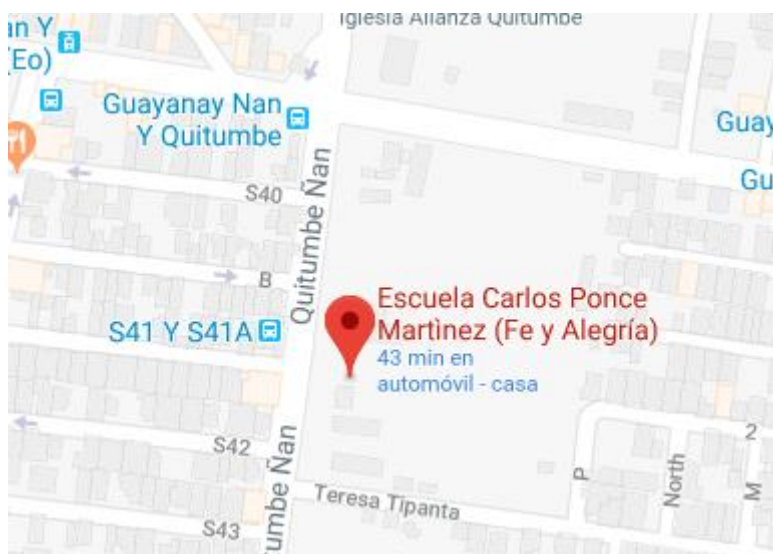 Iglesia Alianza Quitumbe
an Y
(Eo)
Guayanay Nan
Y Quitumbe
Guay
Gu
S40
Quitumbe Ñan
B
Escuela Carlos Ponce
Martìnez (Fe y Alegría)
43 min en
automóvil - casa
S41 Y S41A
S42
2
P
North
M
Teresa Tipanta
S43
tumbe Ñan